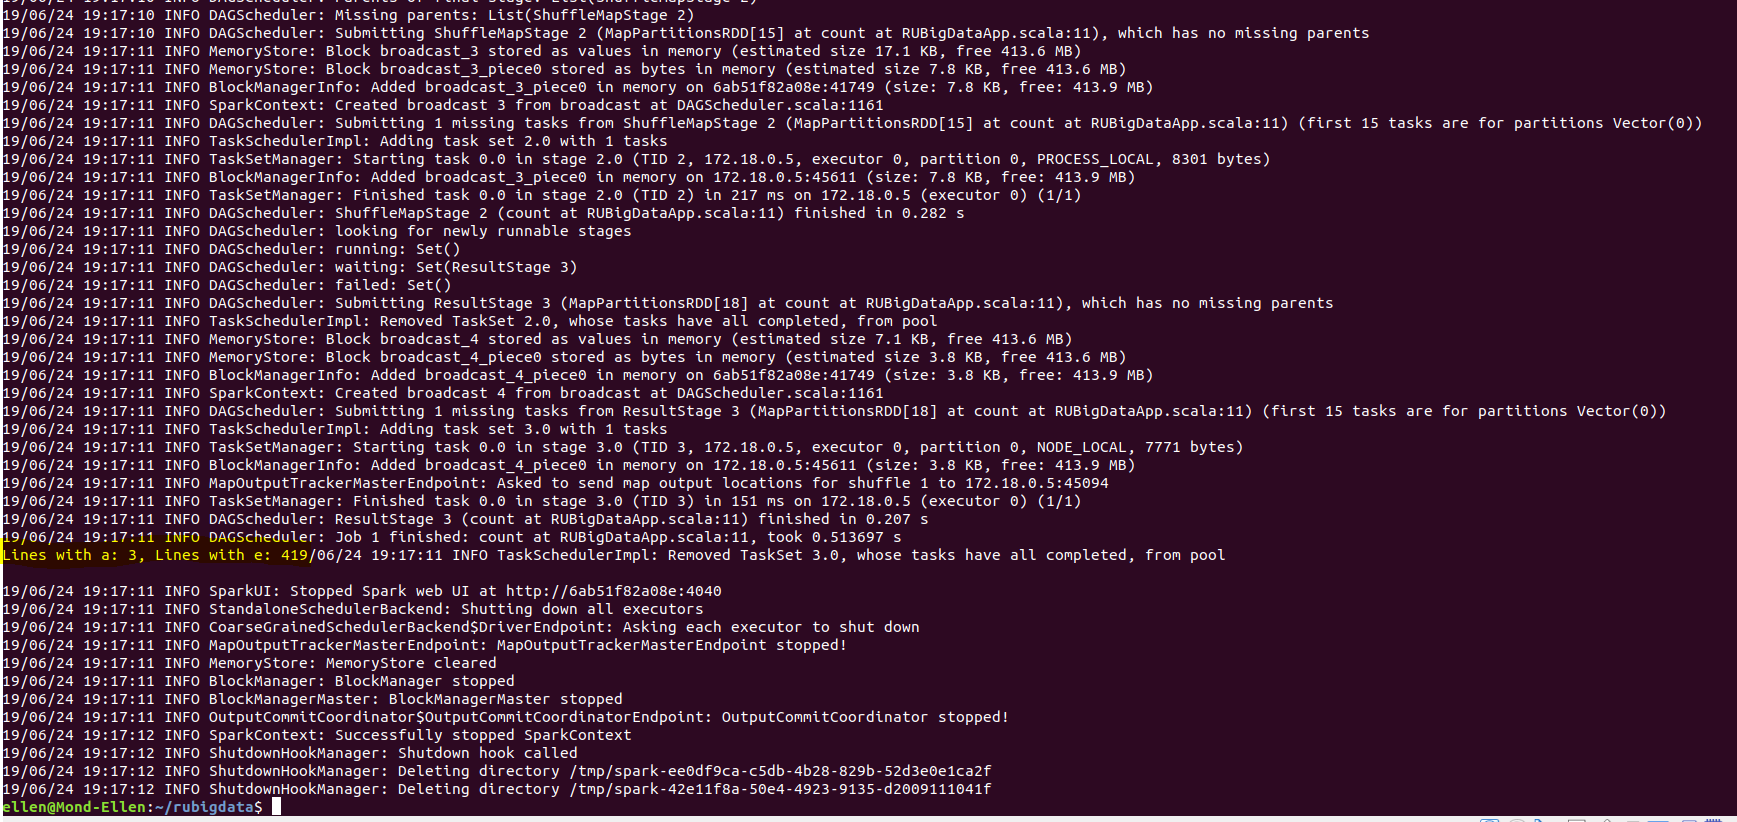 19/06/24 19:17:10 INFO DAGScheduler: Parents of final stage: List(ShuffleMapStage 2)
19/06/24 19:17:10 INFO DAGScheduler: Missing parents: List(ShuffleMapStage 2)
19/06/24 19:17:10 INFO DAGScheduler: Submitting ShuffleMapStage 2 (MapPartitionsRDD[15] at count at RUBigDataApp.scala:11), which has no missing parents
19/06/24 19:17:11 INFO MemoryStore: Block broadcast_3 stored as values in memory (estimated size 17.1 KB, free 413.6 MB)
19/06/24 19:17:11 INFO MemoryStore: Block broadcast_3_piece0 stored as bytes in memory (estimated size 7.8 KB, free 413.6 MB)
19/06/24 19:17:11 INFO BlockManagerInfo: Added broadcast_3_piece0 in memory on 6ab51f82a08e:41749 (size: 7.8 KB, free: 413.9 MB)
19/06/24 19:17:11 INFO SparkContext: Created broadcast 3 from broadcast at DAGScheduler.scala:1161
19/06/24 19:17:11 INFO DAGScheduler: Submitting 1 missing tasks from ShuffleMapStage 2 (MapPartitionsRDD[15] at count at RUBigDataApp.scala:11) (first 15 tasks are for partitions Vector(0))
19/06/24 19:17:11 INFO TaskSchedulerImpl: Adding task set 2.0 with 1 tasks
19/06/24 19:17:11 INFO TaskSetManager: Starting task 0.0 in stage 2.0 (TID 2, 172.18.0.5, executor 0, partition 0, PROCESS_LOCAL, 8301 bytes)
19/06/24 19:17:11 INFO BlockManagerInfo: Added broadcast_3_piece0 in memory on 172.18.0.5:45611 (size: 7.8 KB, free: 413.9 MB)
19/06/24 19:17:11 INFO TaskSetManager: Finished task 0.0 in stage 2.0 (TID 2) in 217 ms on 172.18.0.5 (executor 0) (1/1)
19/06/24 19:17:11 INFO DAGScheduler: ShuffleMapStage 2 (count at RUBigDataApp.scala:11) finished in 0.282 s
19/06/24 19:17:11 INFO DAGScheduler: looking for newly runnable stages
19/06/24 19:17:11 INFO DAGScheduler: running: Set()
19/06/24 19:17:11 INFO DAGScheduler: waiting: Set(ResultStage 3)
19/06/24 19:17:11 INFO DAGScheduler: failed: Set()
19/06/24 19:17:11 INFO DAGScheduler: Submitting ResultStage 3 (MapPartitionsRDD[18] at count at RUBigDataApp.scala:11), which has no missing parents
19/06/24 19:17:11 INFO TaskSchedulerImpl: Removed TaskSet 2.0, whose tasks have all completed, from pool
19/06/24 19:17:11 INFO MemoryStore: Block broadcast_4 stored as values in memory (estimated size 7.1 KB, free 413.6 MB)
19/06/24 19:17:11 INFO MemoryStore: Block broadcast_4_piece0 stored as bytes in memory (estimated size 3.8 KB, free 413.6 MB)
19/06/24 19:17:11 INFO BlockManagerInfo: Added broadcast_4_piece0 in memory on 6ab51f82a08e:41749 (size: 3.8 KB, free: 413.9 MB)
19/06/24 19:17:11 INFO SparkContext: Created broadcast 4 from broadcast at DAGScheduler.scala:1161
19/06/24 19:17:11 INFO DAGScheduler: Submitting 1 missing tasks from ResultStage 3 (MapPartitionsRDD[18] at count at RUBigDataApp.scala:11) (first 15 tasks are for partitions Vector(0))
19/06/24 19:17:11 INFO TaskSchedulerImpl: Adding task set 3.0 with 1 tasks
19/06/24 19:17:11 INFO TaskSetManager: Starting task 0.0 in stage 3.0 (TID 3, 172.18.0.5, executor 0, partition 0, NODE_LOCAL, 7771 bytes)
19/06/24 19:17:11 INFO BlockManagerInfo: Added broadcast_4_piece0 in memory on 172.18.0.5:45611 (size: 3.8 KB, free: 413.9 MB)
19/06/24 19:17:11 INFO MapOutputTrackerMasterEndpoint: Asked to send map output locations for shuffle 1 to 172.18.0.5:45094
19/06/24 19:17:11 INFO TaskSetManager: Finished task 0.0 in stage 3.0 (TID 3) in 151 ms on 172.18.0.5 (executor 0) (1/1)
19/06/24 19:17:11 INFO DAGScheduler: ResultStage 3 (count at RUBigDataApp.scala:11) finished in 0.207 s
19/06/24 19:17:11 INFO DAGScheduler: Job 1 finished: count at RUBigDataApp.scala:11, took 0.513697 s
Lines with a: 3, Lines with e: 419/06/24 19:17:11 INFO TaskSchedulerImpl: Removed TaskSet 3.0, whose tasks have all completed, from pool
19/06/24 19:17:11 INFO SparkUI: Stopped Spark web UI at http://6ab51f82a08e:4040
19/06/24 19:17:11 INFO StandaloneSchedulerBackend: Shutting down all executors
19/06/24 19:17:11 INFO CoarseGrainedSchedulerBackend$DriverEndpoint: Asking each executor to shut down
19/06/24 19:17:11 INFO MapOutputTrackerMasterEndpoint: MapOutputTrackerMasterEndpoint stopped!
19/06/24 19:17:11 INFO MemoryStore: MemoryStore cleared
19/06/24 19:17:11 INFO BlockManager: BlockManager stopped
19/06/24 19:17:11 INFO BlockManagerMaster: BlockManagerMaster stopped
19/06/24 19:17:11 INFO OutputCommitCoordinator$OutputCommitCoordinatorEndpoint: OutputCommitCoordinator stopped!
19/06/24 19:17:12 INFO SparkContext: Successfully stopped SparkContext
19/06/24 19:17:12 INFO ShutdownHookManager: Shutdown hook called
19/06/24 19:17:12 INFO ShutdownHookManager: Deleting directory /tmp/spark-ee0df9ca-c5db-4b28-829b-52d3e0e1ca2f
19/06/24 19:17:12 INFO ShutdownHookManager: Deleting directory /tmp/spark-42e11f8a-50e4-4923-9135-d2009111041f
ellen@Mond-Ellen:~/rubigdata$